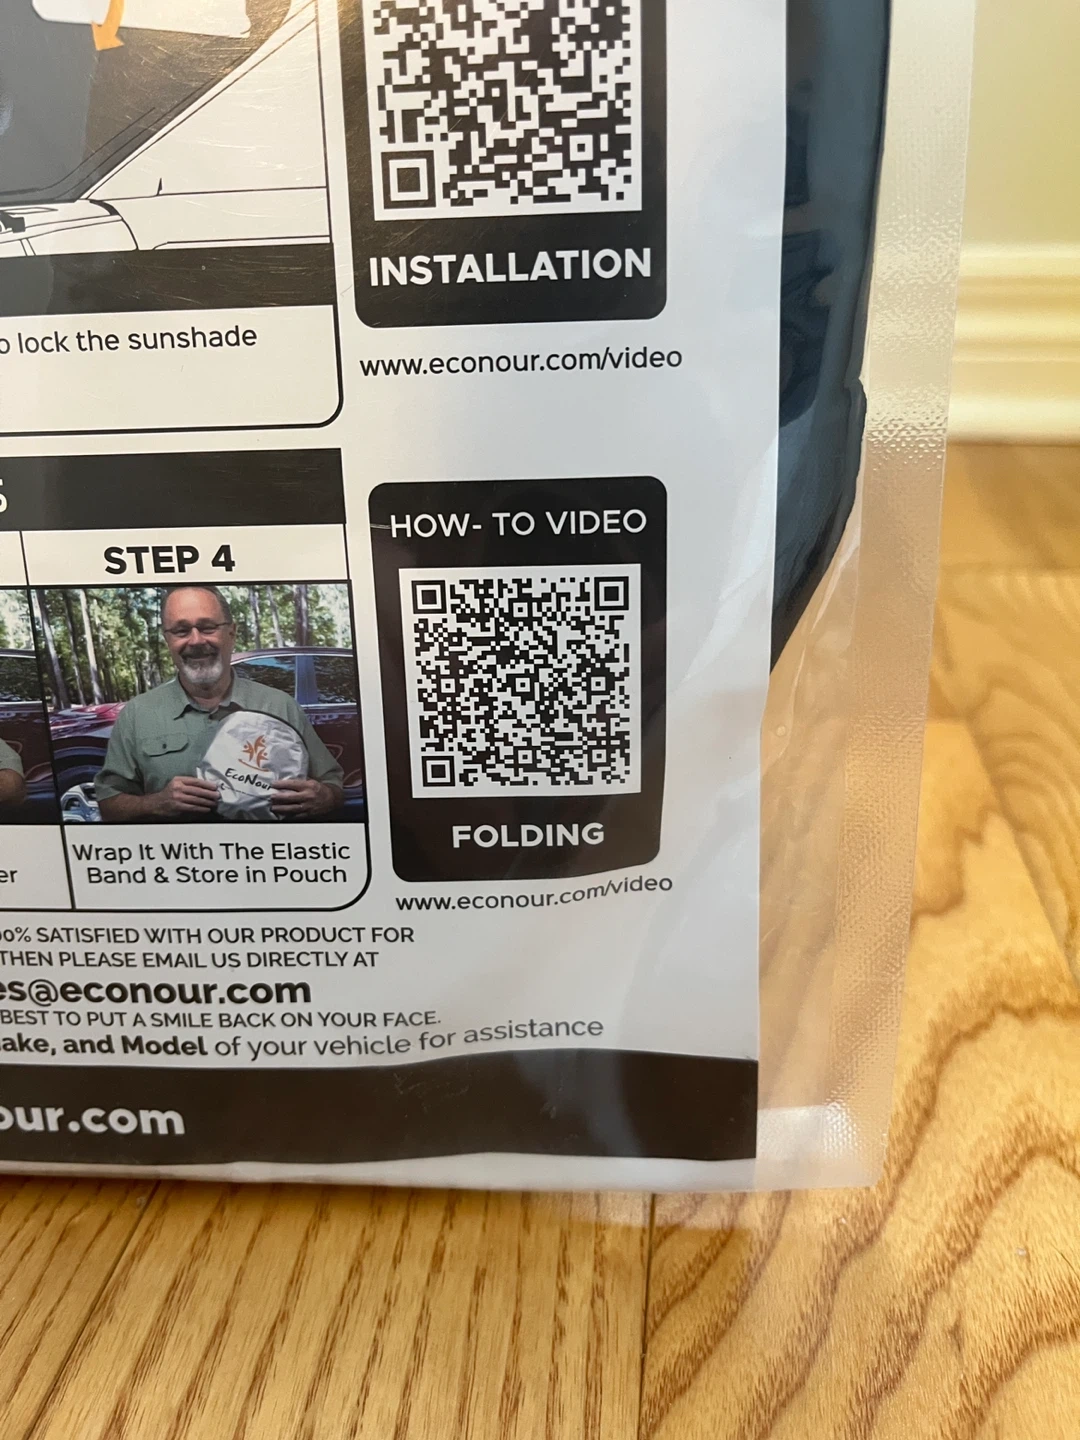 INSTALLATION
www.econour.com/video
lock the sunshade
HOW- TO VIDEO
STEP 4
EcoNour
FOLDING
Wrap It With The Elastic
Band & Store in Pouch
www.econour.com/video
SATISFIED WITH OUR PRODUCT FOR
THEN PLEASE EMAIL US DIRECTLY AT
es@econour.com
BEST TO PUT A SMILE BACK ON YOUR FACE.
ake, and Model of your vehicle for assistance
our.com